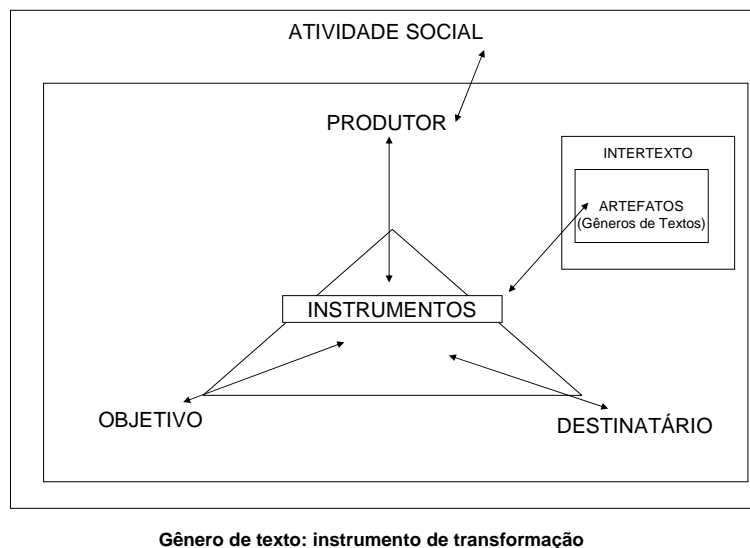 ATIVIDADE SOCIAL
PRODUTOR
INTERTEXTO
ARTEFATOS
(Gêneros de Textos)
INSTRUMENTOS
OBJETIVO
DESTINATÁRIO
Gênero de texto: instrumento de transformação